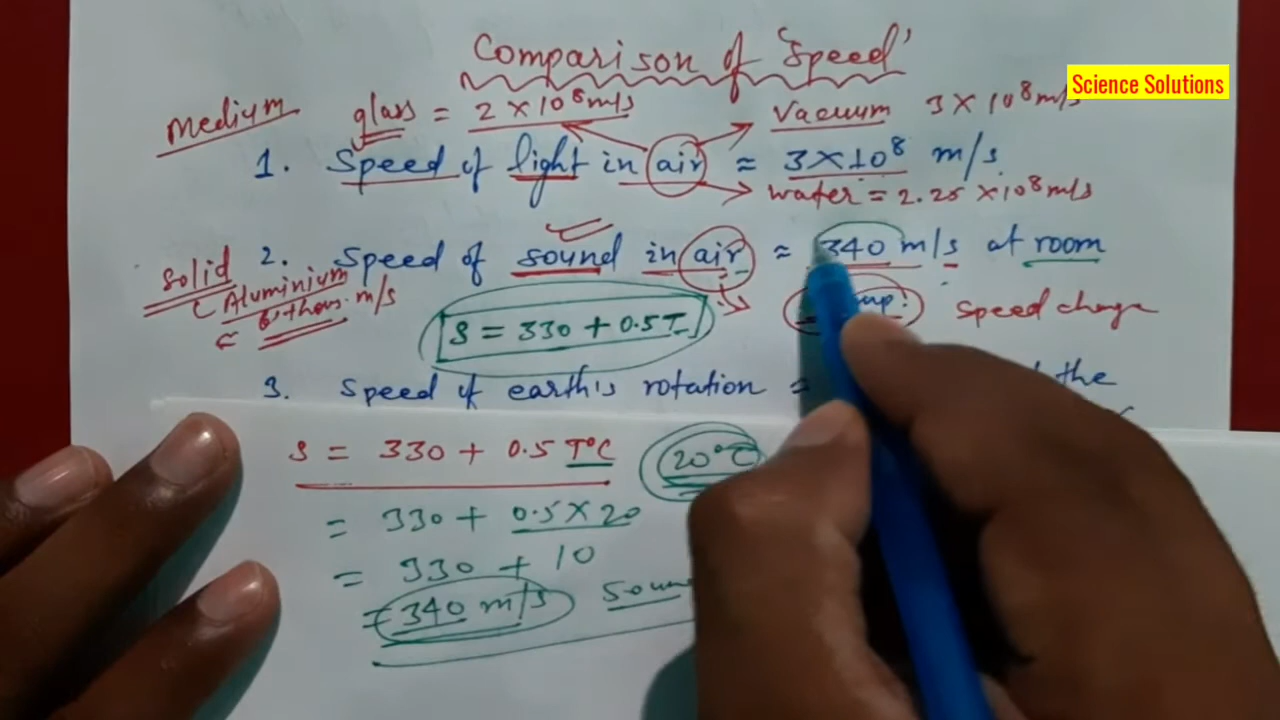 Comparison of 'Speed'
Science Solutions
Medium glass = 2 × 10⁸ m/s Vacuum 3 × 10⁸ m/s
1. Speed of light in air ≈ 3×10⁸ m/s.
water = 2.25 × 10⁸ m/s
2. Speed of sound in air ≈ 340 m/s at room
Solid
( Aluminium
m/s
Speed change
S = 330 + 0.5T
3. Speed of earth's rotation = the
S = 330 + 0.5 T°C 20°C
= 330 + 0.5 × 20
= 330 + 10
= 340 m/s